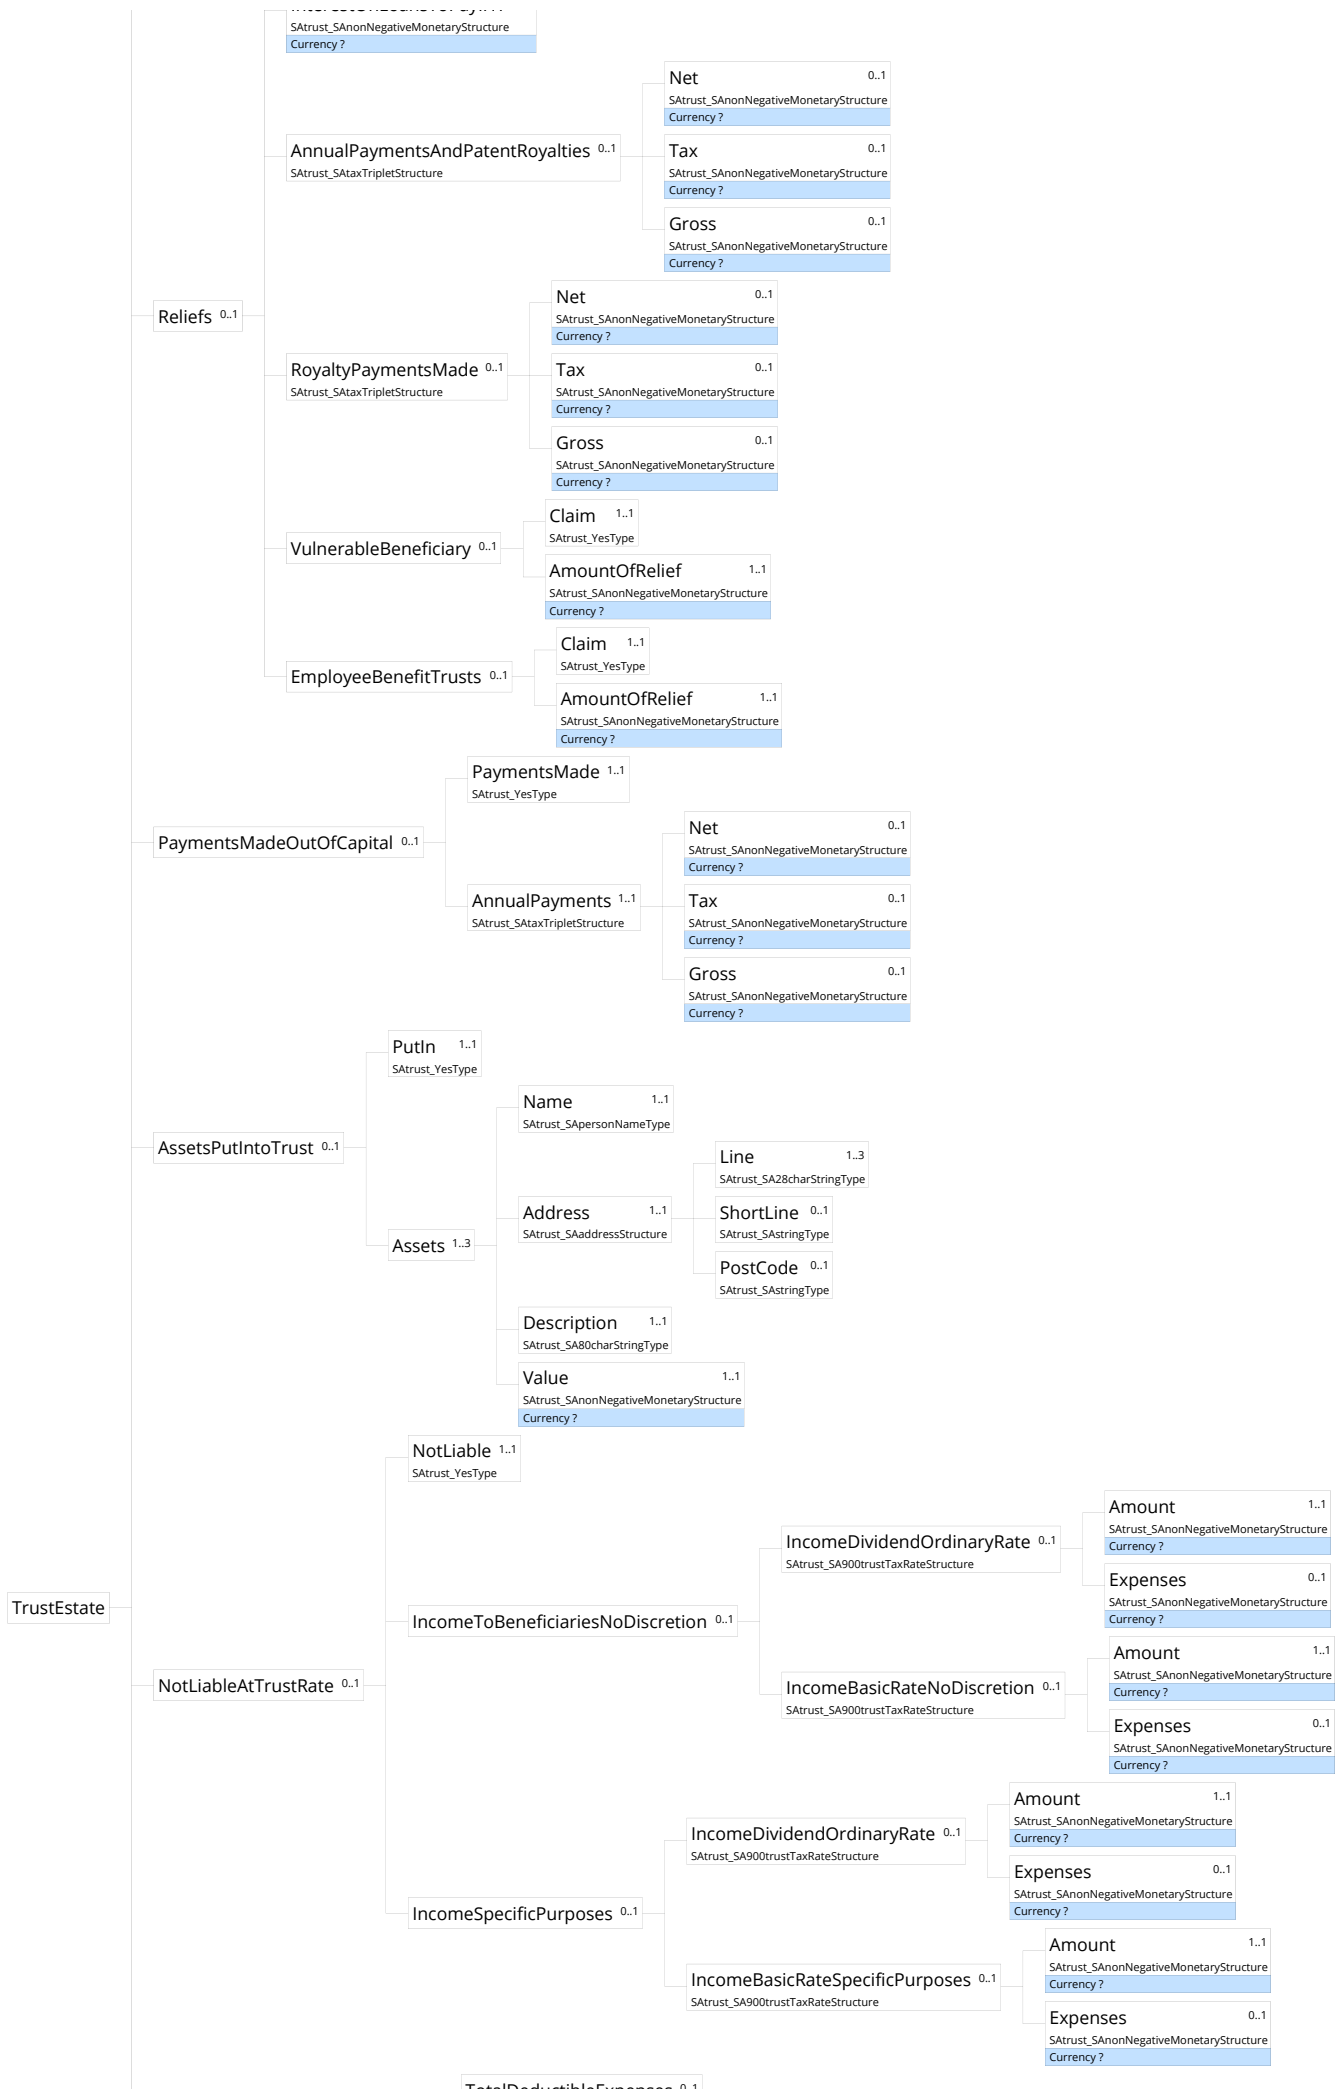 SAtrust_SAnonNegativeMonetaryStructure
Currency ?
Net 0..1
SAtrust_SAnonNegativeMonetaryStructure
Currency ?
AnnualPaymentsAndPatentRoyalties 0..1
SAtrust_SAtaxTripletStructure
Tax 0..1
SAtrust_SAnonNegativeMonetaryStructure
Currency ?
Gross 0..1
SAtrust_SAnonNegativeMonetaryStructure
Currency ?
Reliefs 0..1
Net 0..1
SAtrust_SAnonNegativeMonetaryStructure
Currency ?
RoyaltyPaymentsMade 0..1
SAtrust_SAtaxTripletStructure
Tax 0..1
SAtrust_SAnonNegativeMonetaryStructure
Currency ?
Gross 0..1
SAtrust_SAnonNegativeMonetaryStructure
Currency ?
VulnerableBeneficiary 0..1
Claim 1..1
SAtrust_YesType
AmountOfRelief 1..1
SAtrust_SAnonNegativeMonetaryStructure
Currency ?
EmployeeBenefitTrusts 0..1
Claim 1..1
SAtrust_YesType
AmountOfRelief 1..1
SAtrust_SAnonNegativeMonetaryStructure
Currency ?
PaymentsMadeOutOfCapital 0..1
PaymentsMade 1..1
SAtrust_YesType
AnnualPayments 1..1
SAtrust_SAtaxTripletStructure
Net 0..1
SAtrust_SAnonNegativeMonetaryStructure
Currency ?
Tax 0..1
SAtrust_SAnonNegativeMonetaryStructure
Currency ?
Gross 0..1
SAtrust_SAnonNegativeMonetaryStructure
Currency ?
AssetsPutIntoTrust 0..1
PutIn 1..1
SAtrust_YesType
Assets 1..3
Name 1..1
SAtrust_SApersonNameType
Address 1..1
SAtrust_SAaddressStructure
Line 1..3
SAtrust_SA28charStringType
ShortLine 0..1
SAtrust_SAstringType
PostCode 0..1
SAtrust_SAstringType
Description 1..1
SAtrust_SA80charStringType
Value 1..1
SAtrust_SAnonNegativeMonetaryStructure
Currency ?
TrustEstate
NotLiableAtTrustRate 0..1
NotLiable 1..1
SAtrust_YesType
IncomeToBeneficiariesNoDiscretion 0..1
IncomeDividendOrdinaryRate 0..1
SAtrust_SA900trustTaxRateStructure
Amount 1..1
SAtrust_SAnonNegativeMonetaryStructure
Currency ?
Expenses 0..1
SAtrust_SAnonNegativeMonetaryStructure
Currency ?
IncomeBasicRateNoDiscretion 0..1
SAtrust_SA900trustTaxRateStructure
Amount 1..1
SAtrust_SAnonNegativeMonetaryStructure
Currency ?
Expenses 0..1
SAtrust_SAnonNegativeMonetaryStructure
Currency ?
IncomeSpecificPurposes 0..1
IncomeDividendOrdinaryRate 0..1
SAtrust_SA900trustTaxRateStructure
Amount 1..1
SAtrust_SAnonNegativeMonetaryStructure
Currency ?
Expenses 0..1
SAtrust_SAnonNegativeMonetaryStructure
Currency ?
IncomeBasicRateSpecificPurposes 0..1
SAtrust_SA900trustTaxRateStructure
Amount 1..1
SAtrust_SAnonNegativeMonetaryStructure
Currency ?
Expenses 0..1
SAtrust_SAnonNegativeMonetaryStructure
Currency ?
TotalDeductibleExpenses 0..1